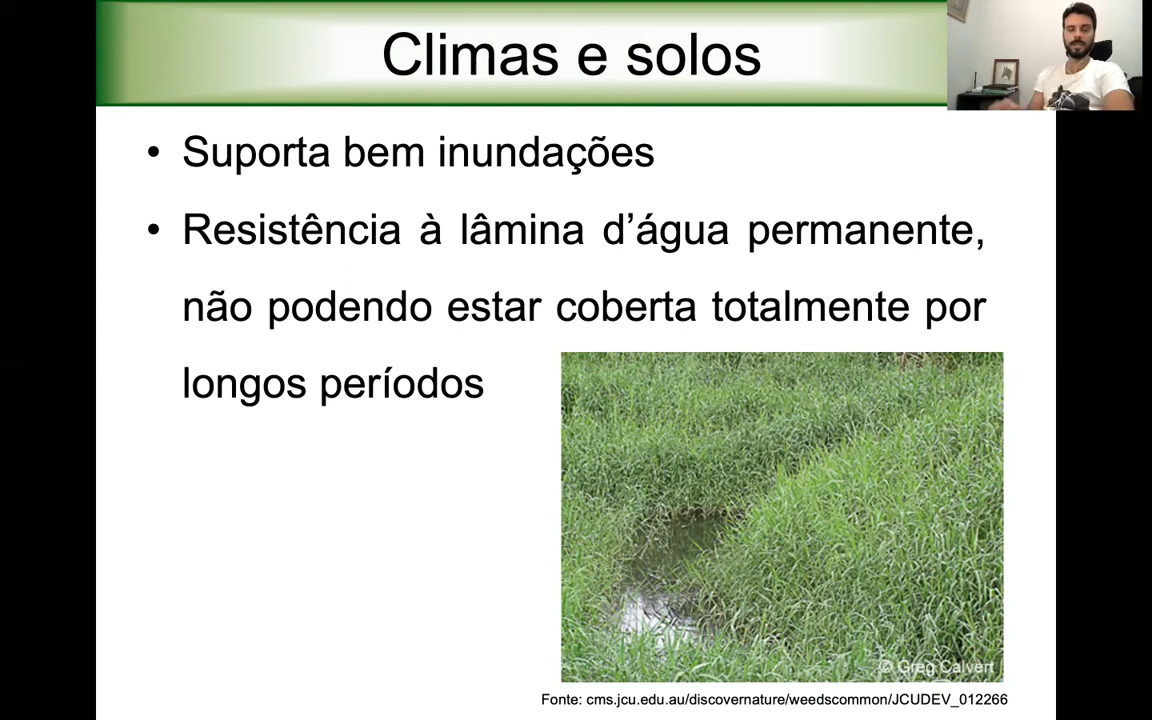 Climas e solos
• Suporta bem inundações
• Resistência à lâmina d’água permanente,
não podendo estar coberta totalmente por
longos períodos
© Greg Calvert
Fonte: cms.jcu.edu.au/discovernature/weedscommon/JCUDEV_012266